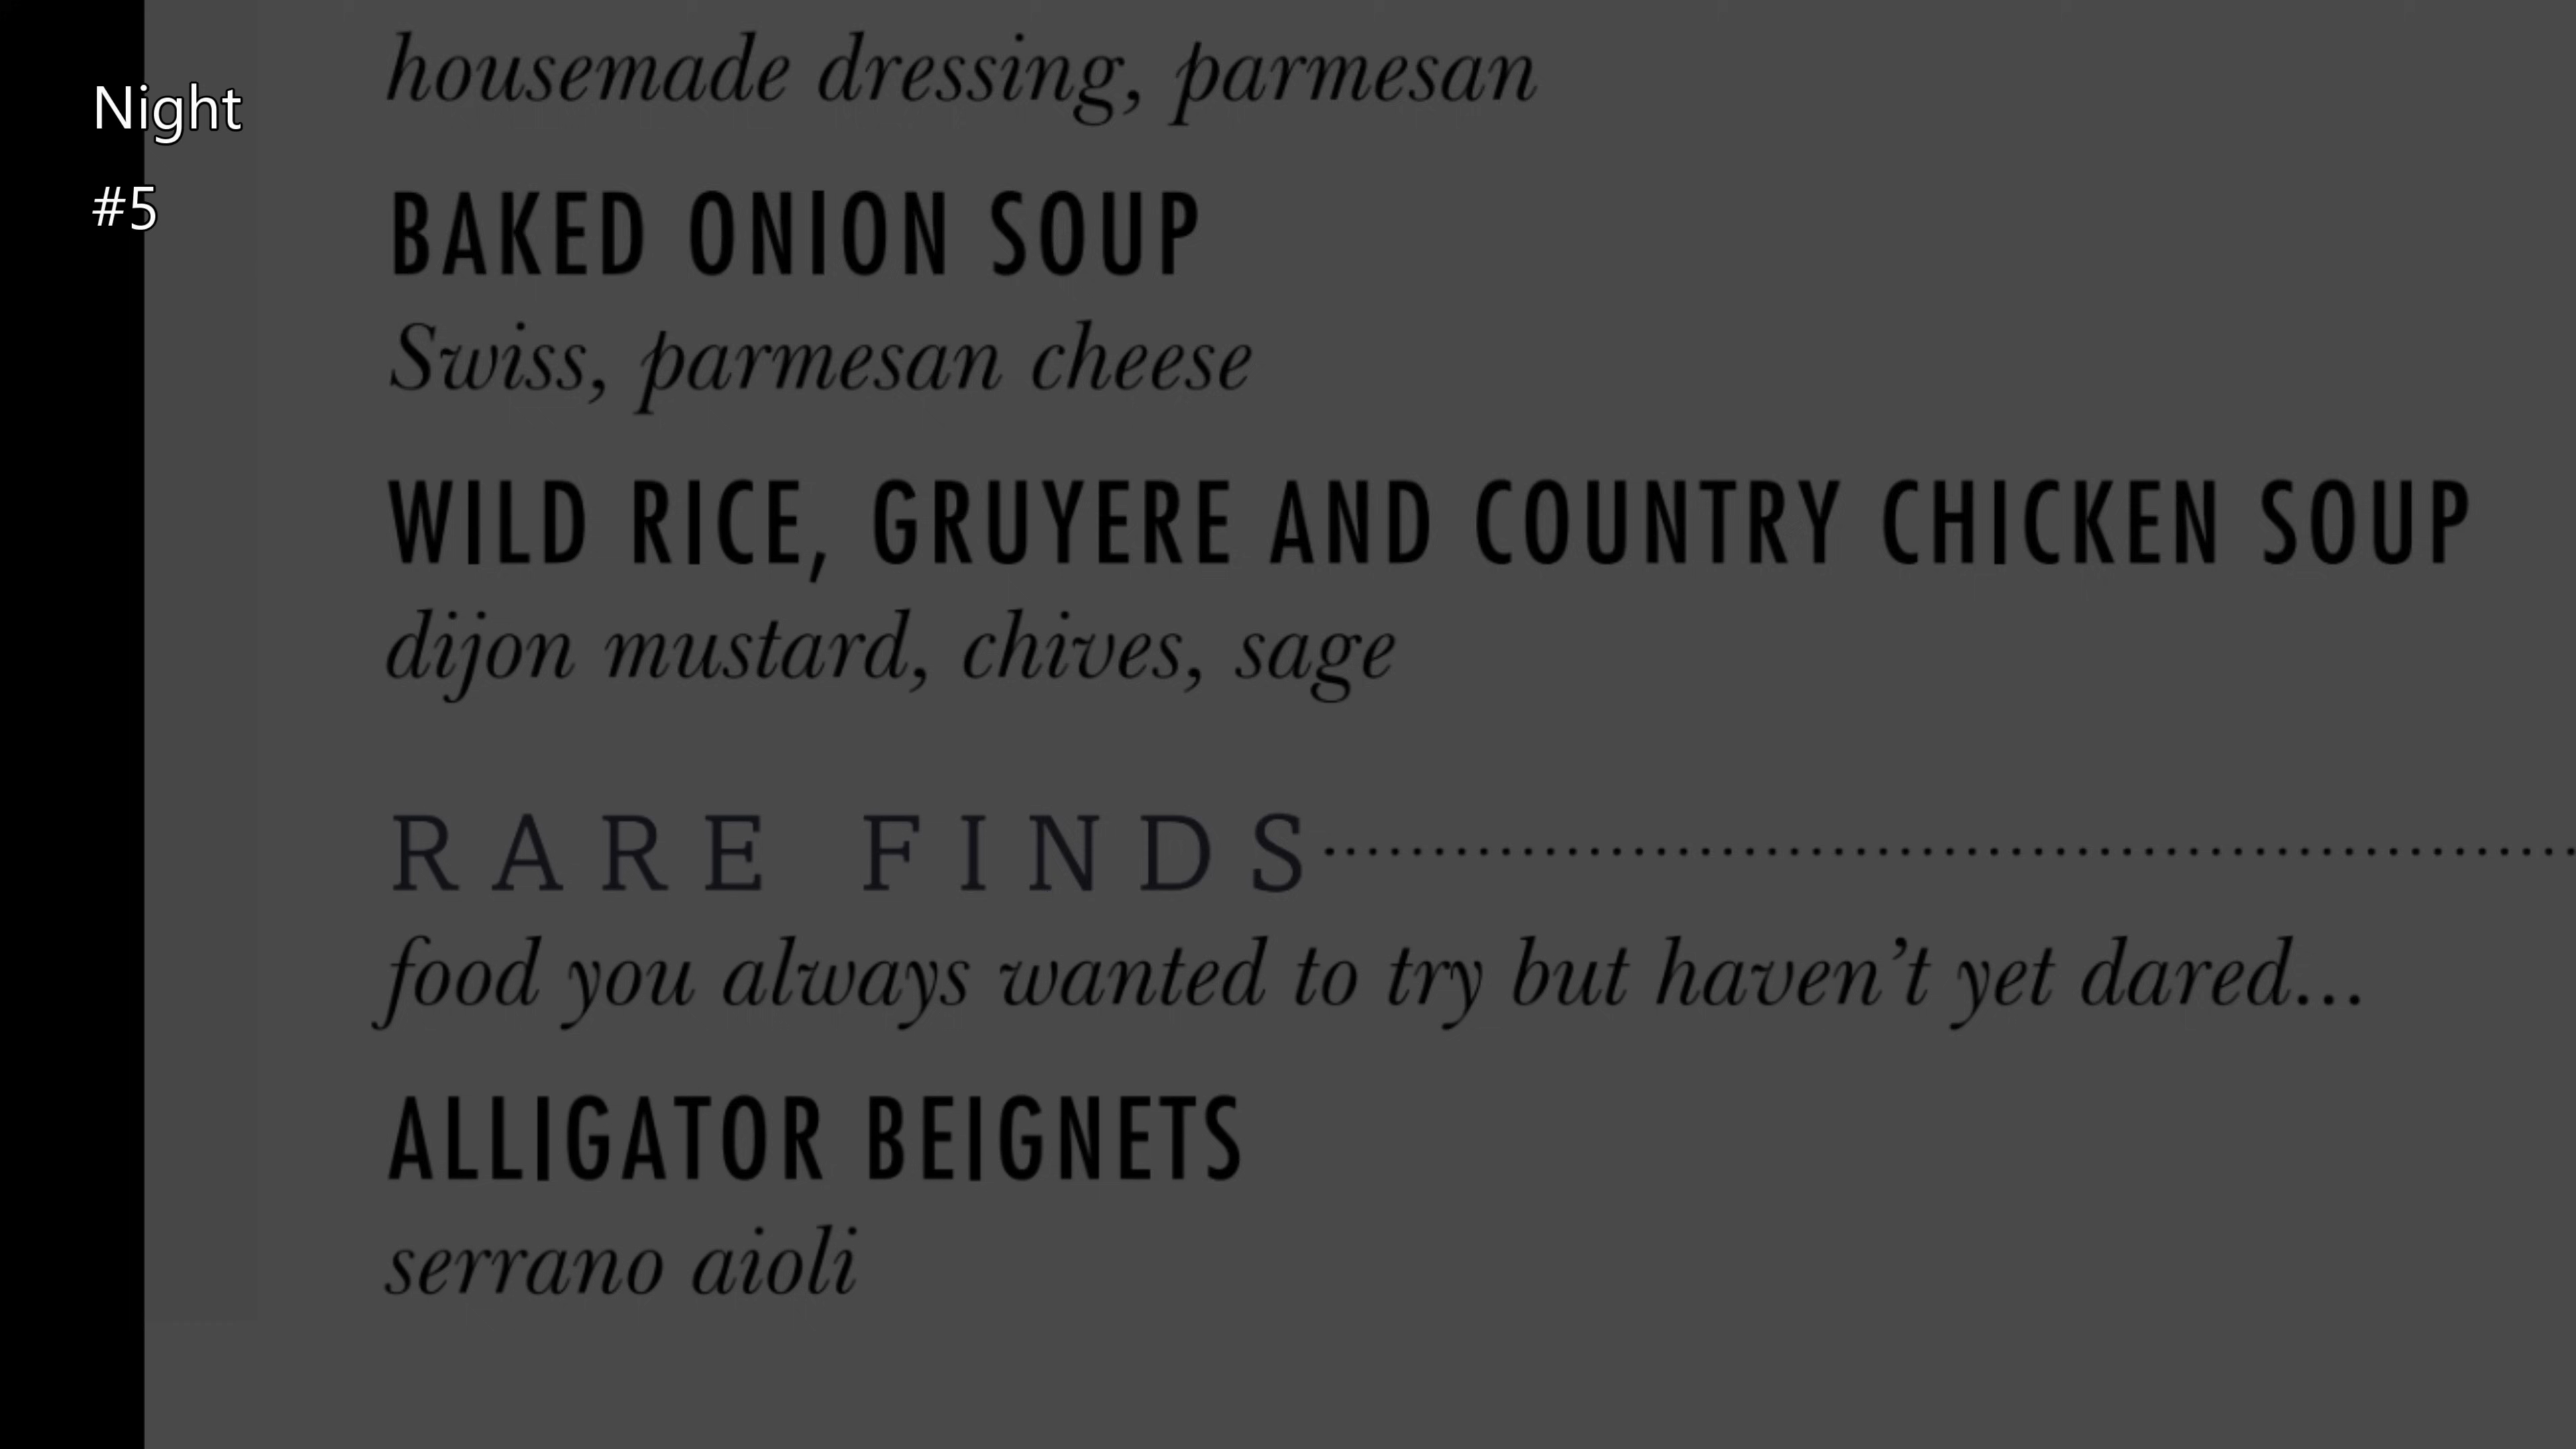 Night
#5
housemade dressing, parmesan
BAKED ONION SOUP
Swiss, parmesan cheese
WILD RICE, GRUYERE AND COUNTRY CHICKEN SOUP
dijon mustard, chives, sage
RARE FINDS
food you always wanted to try but haven’t yet dared...
ALLIGATOR BEIGNETS
serrano aioli